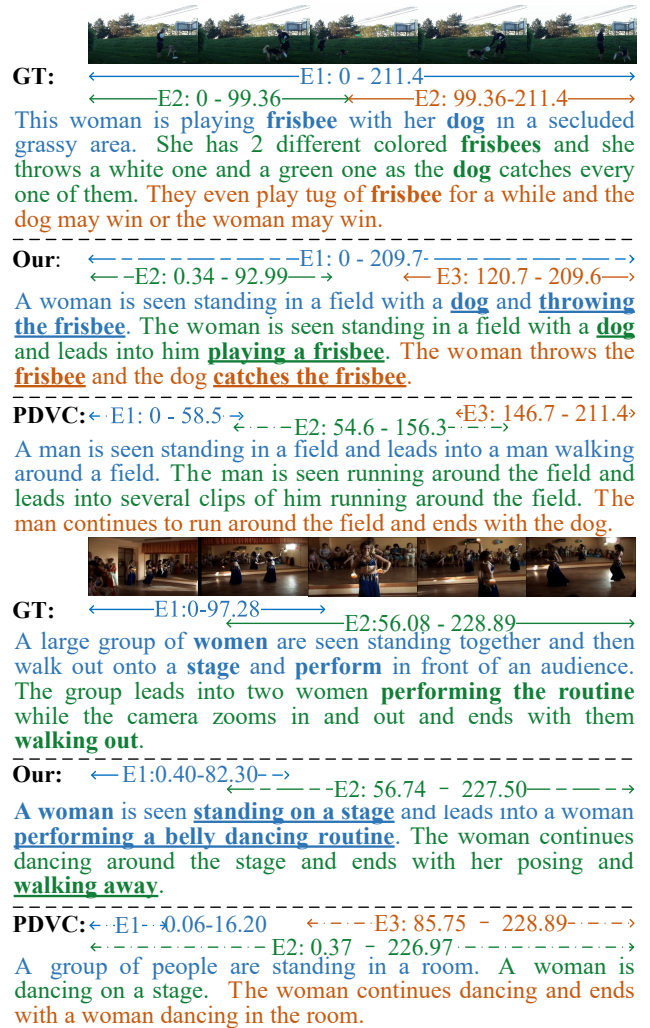 GT: E1: 0 - 211.4
E2: 0 - 99.36 E2: 99.36-211.4
This woman is playing frisbee with her dog in a secluded
grassy area. She has 2 different colored frisbees and she
throws a white one and a green one as the dog catches every
one of them. They even play tug of frisbee for a while and the
dog may win or the woman may win.
Our: E1: 0 - 209.7
E2: 0.34 - 92.99 E3: 120.7 - 209.6
A woman is seen standing in a field with a dog and throwing
the frisbee. The woman is seen standing in a field with a dog
and leads into him playing a frisbee. The woman throws the
frisbee and the dog catches the frisbee.
PDVC: E1: 0 - 58.5 E3: 146.7 - 211.4
E2: 54.6 - 156.3
A man is seen standing in a field and leads into a man walking
around a field. The man is seen running around the field and
leads into several clips of him running around the field. The
man continues to run around the field and ends with the dog.
GT: E1:0-97.28
E2:56.08 - 228.89
A large group of women are seen standing together and then
walk out onto a stage and perform in front of an audience.
The group leads into two women performing the routine
while the camera zooms in and out and ends with them
walking out.
Our: E1:0.40-82.30
E2: 56.74 - 227.50
A woman is seen standing on a stage and leads into a woman
performing a belly dancing routine. The woman continues
dancing around the stage and ends with her posing and
walking away.
PDVC: E1 0.06-16.20 E3: 85.75 - 228.89
E2: 0.37 - 226.97
A group of people are standing in a room. A woman is
dancing on a stage. The woman continues dancing and ends
with a woman dancing in the room.